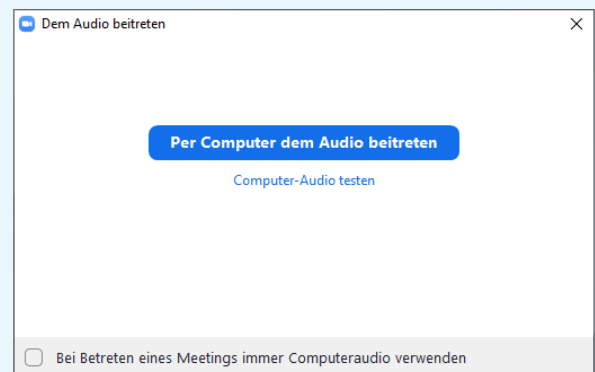 Dem Audio beitreten
Per Computer dem Audio beitreten
Computer-Audio testen
Bei Betreten eines Meetings immer Computeraudio verwenden